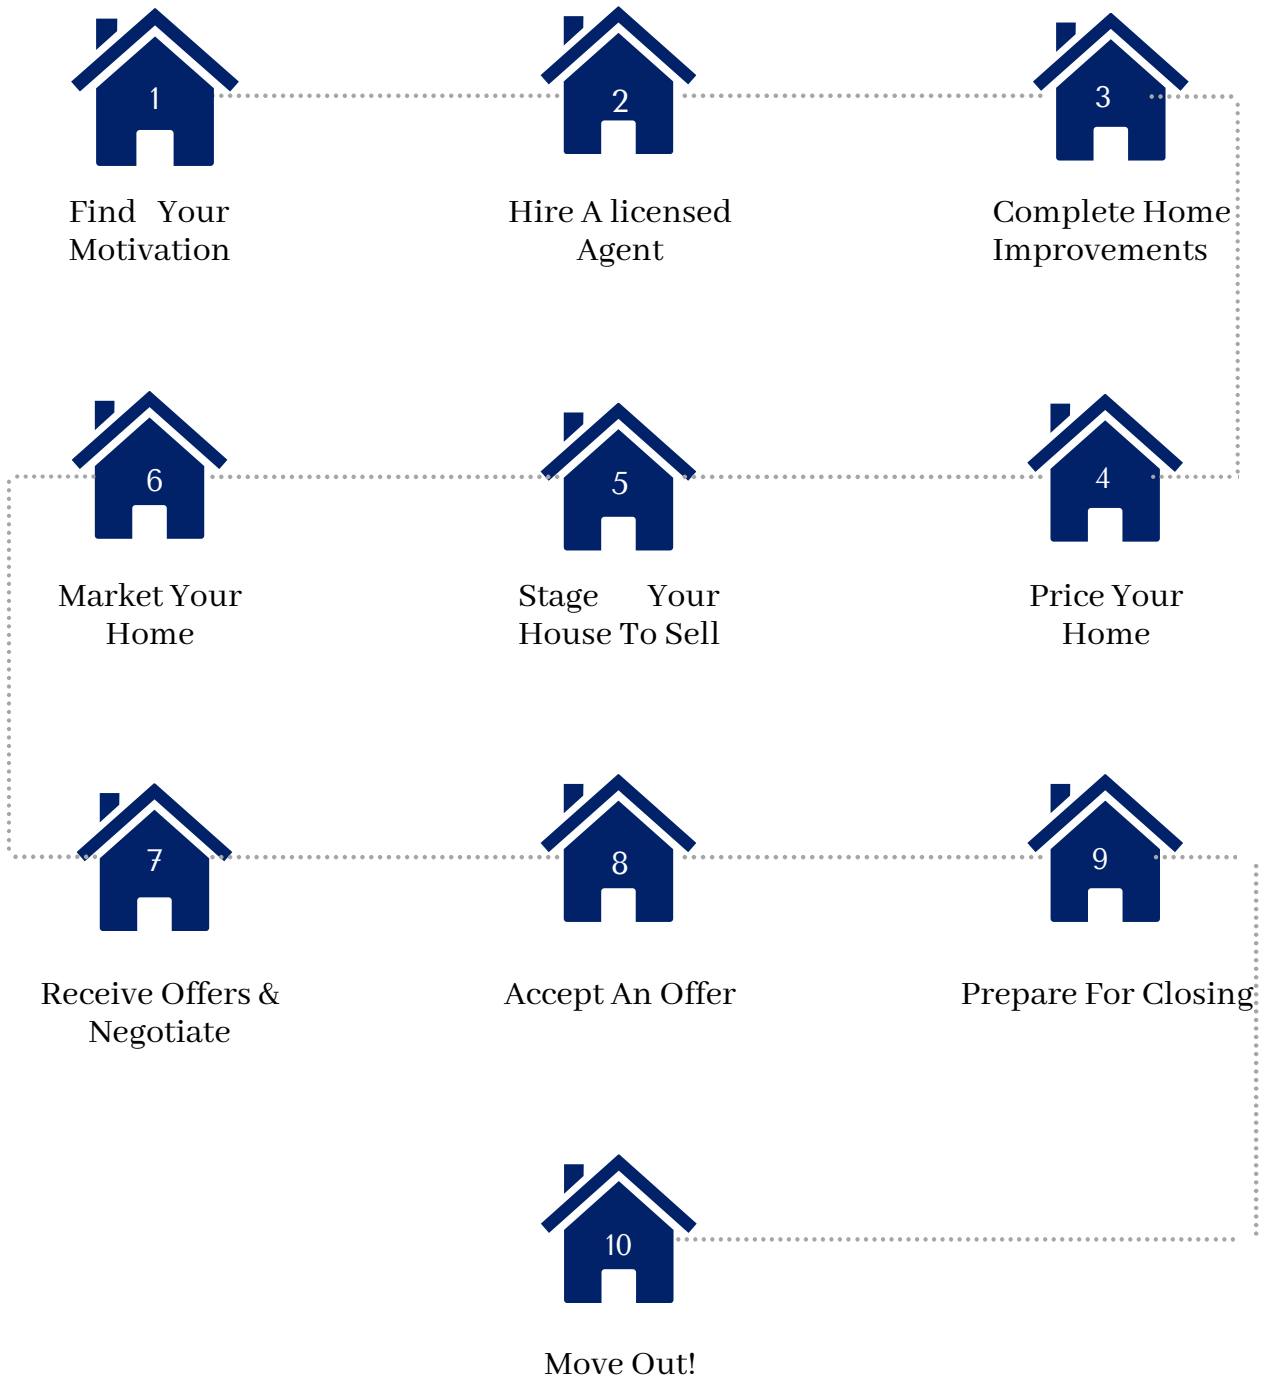 1
2
3
Find Your
Motivation
Hire A licensed
Agent
Complete Home
Improvements
6
5
4
Market Your
Home
Stage Your
House To Sell
Price Your
Home
7
8
9
Receive Offers &
Negotiate
Accept An Offer
Prepare For Closing
10
Move Out!